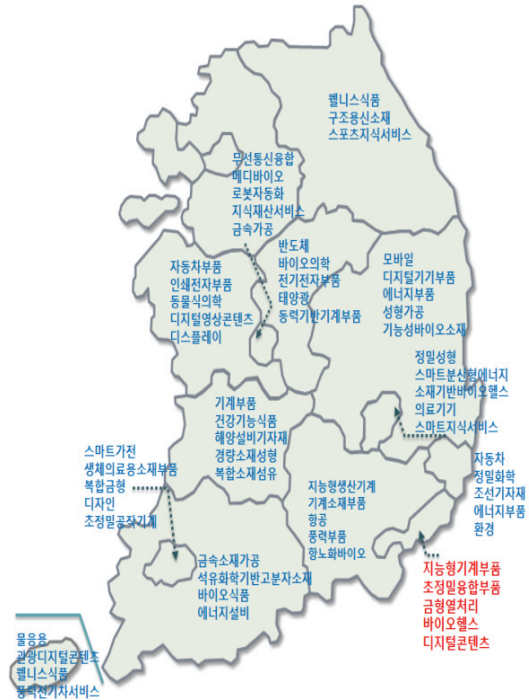 웰니스식품
구조용신소재
스포츠지식서비스
무선통신융합
메디바이오
로봇자동화
지식재산서비스
금속가공
반도체
바이오의학
전기전자부품
태양광
동력기반기계부품
자동차부품
인쇄전자부품
동물식의학
디지털영상콘텐츠
디스플레이
모바일
디지털기기부품
에너지부품
성형가공
기능성바이오소재
정밀성형
스마트분산형에너지
소재기반바이오헬스
의료기기
스마트지식서비스
기계부품
건강기능식품
해양설비기자재
경량소재성형
복합소재섬유
스마트가전
생체의료용소재부품
복합금형
디자인
초정밀공작기계
자동차
정밀화학
조선기자재
에너지부품
환경
지능형생산기계
기계소재부품
항공
풍력부품
항노화바이오
금속소재가공
석유화학기반고분자소재
바이오식품
에너지설비
지능형기계부품
초정밀융합부품
금형열처리
바이오헬스
디지털콘텐츠
물응용
관광디지털콘텐츠
웰니스식품
풍력전기차서비스